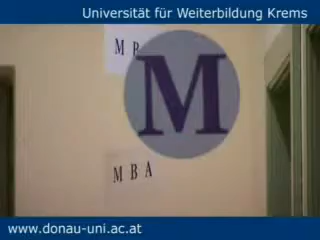 Universität für Weiterbildung Krems
M B
M
M B A
www.donau-uni.ac.at